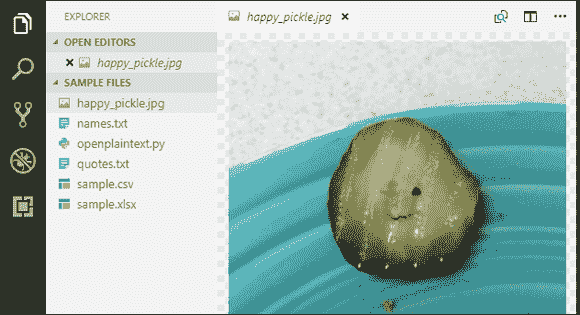 EXPLORER
OPEN EDITORS
happy_pickle.jpg
SAMPLE FILES
happy_pickle.jpg
names.txt
openplaintext.py
quotes.txt
sample.csv
sample.xlsx
happy_pickle.jpg